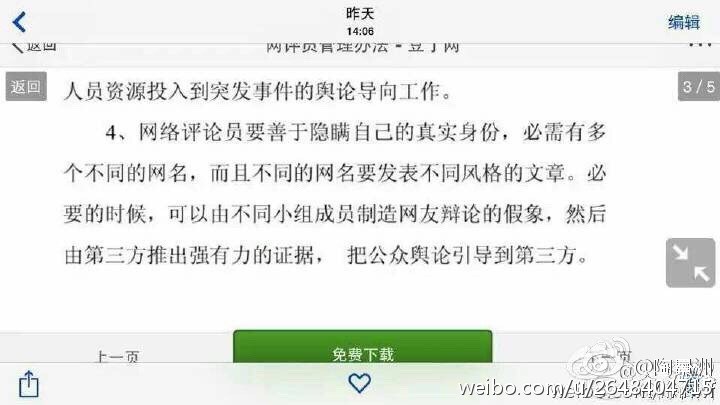 昨天
14:06
编辑
返回
网评员管理办法 - 豆丁网
返回
3 / 5
人员资源投入到突发事件的舆论导向工作。
4、网络评论员要善于隐瞒自己的真实身份，必需有多
个不同的网名，而且不同的网名要发表不同风格的文章。必
要的时候，可以由不同小组成员制造网友辩论的假象，然后
由第三方推出强有力的证据， 把公众舆论引导到第三方。
上一页
免费下载
下一页
weibo.com/u/2648404715